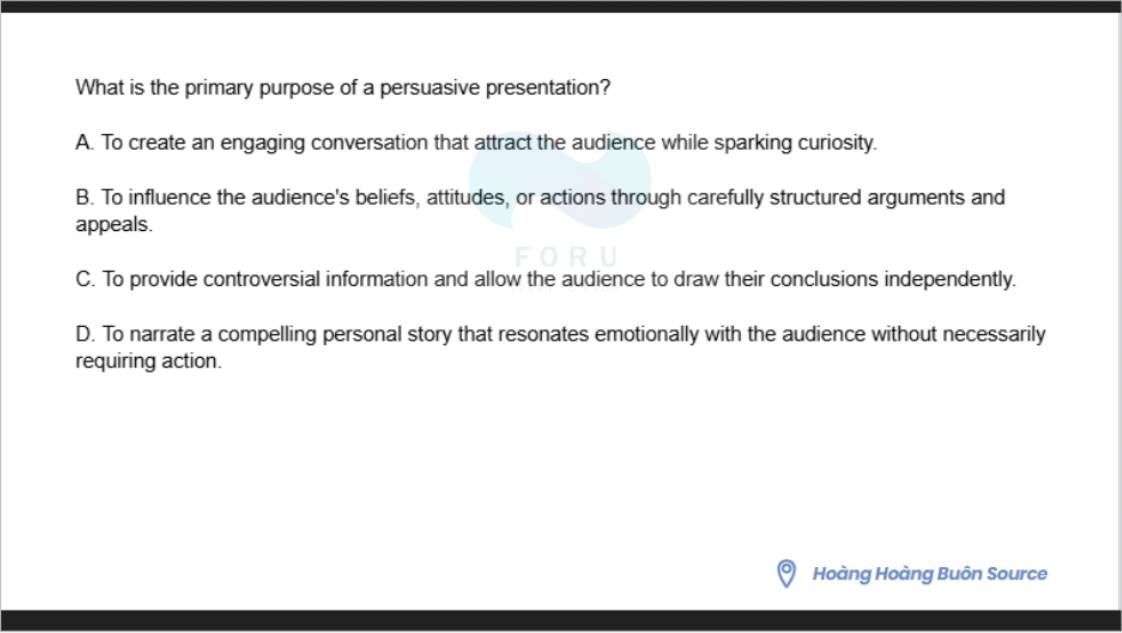 What is the primary purpose of a persuasive presentation?
A. To create an engaging conversation that attract the audience while sparking curiosity.
B. To influence the audience's beliefs, attitudes, or actions through carefully structured arguments and
appeals.
FORU
C. To provide controversial information and allow the audience to draw their conclusions independently.
D. To narrate a compelling personal story that resonates emotionally with the audience without necessarily
requiring action.
Hoàng Hoàng Buôn Source